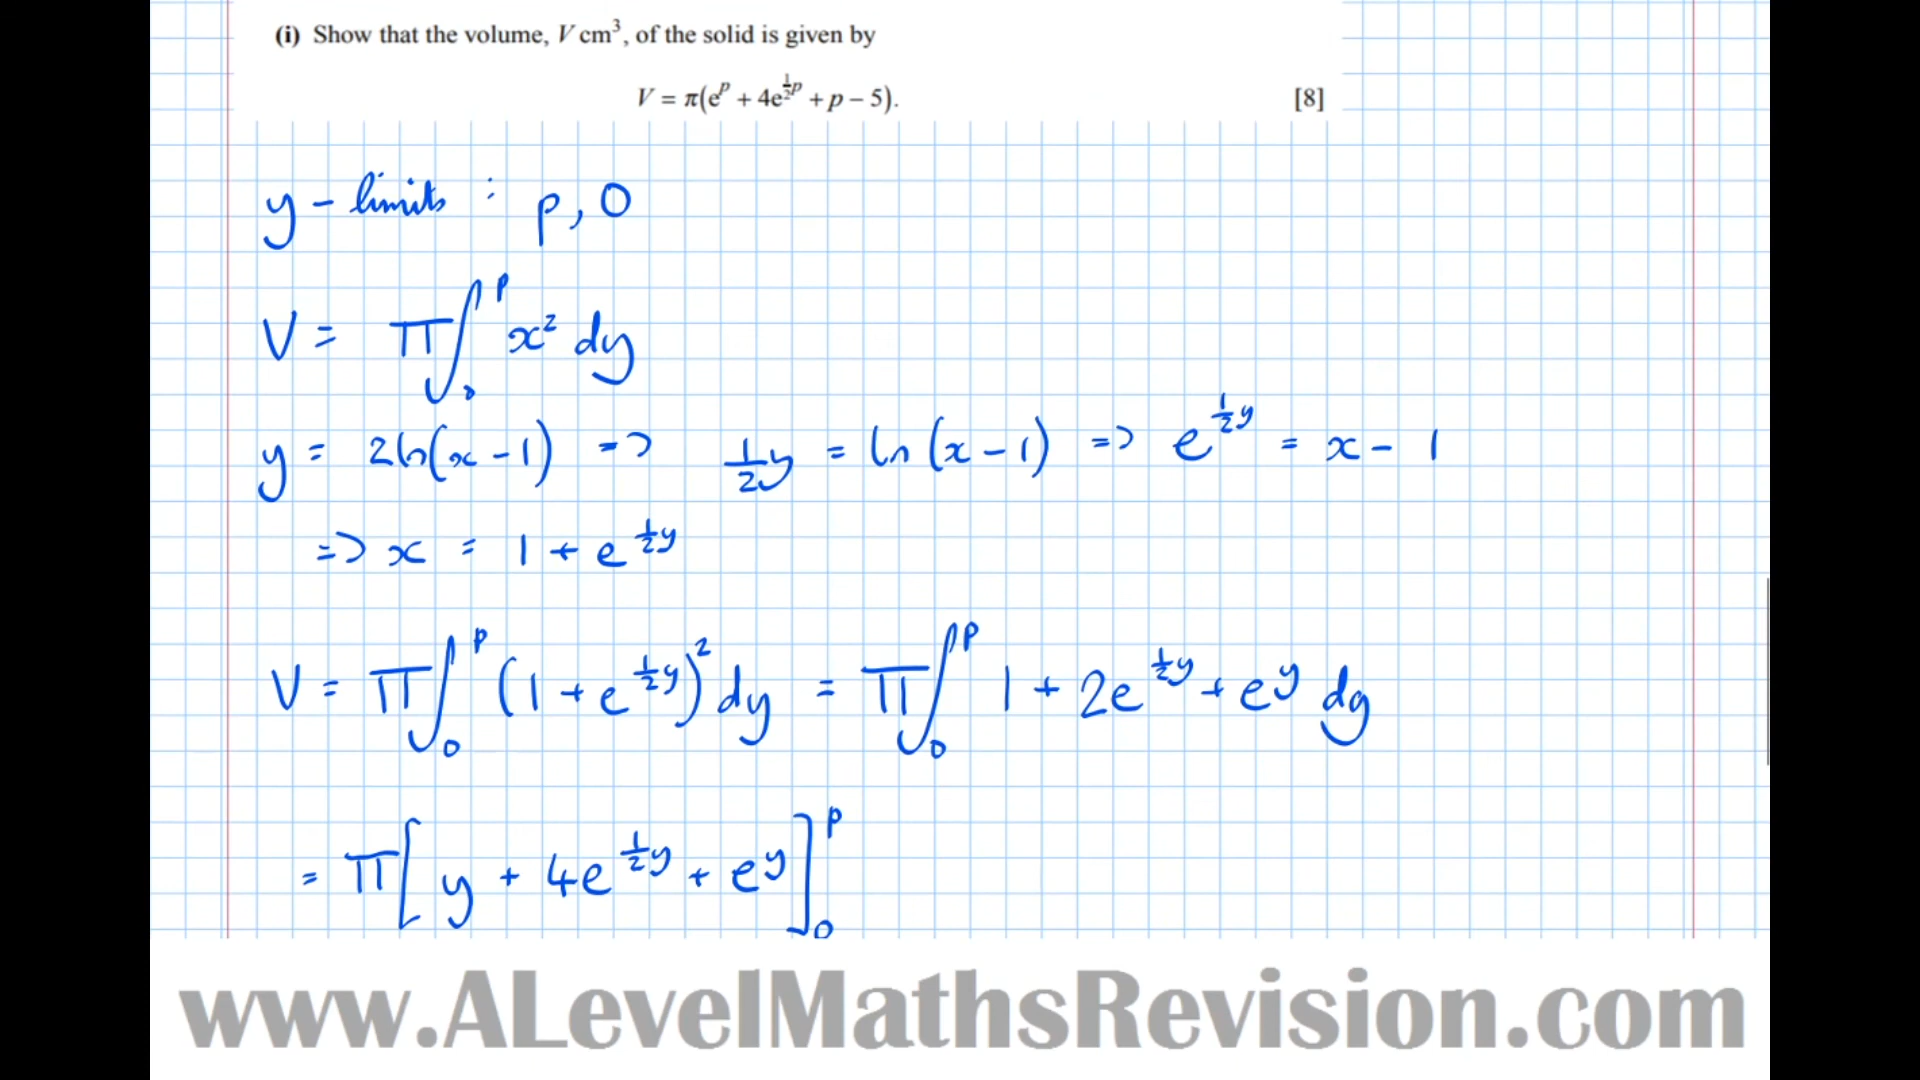 (i) Show that the volume, V cm³, of the solid is given by
V = π(e^p + 4e^{½p} + p − 5). [8]
y - limits : p, 0
V = π∫₀^p x² dy
y = 2ln(x - 1) => ½y = ln(x - 1) => e^{½y} = x - 1
=> x = 1 + e^{½y}
V = π∫₀^p (1 + e^{½y})² dy = π∫₀^p 1 + 2e^{½y} + e^y dy
= π[y + 4e^{½y} + e^y]₀^p
www.ALevelMathsRevision.com